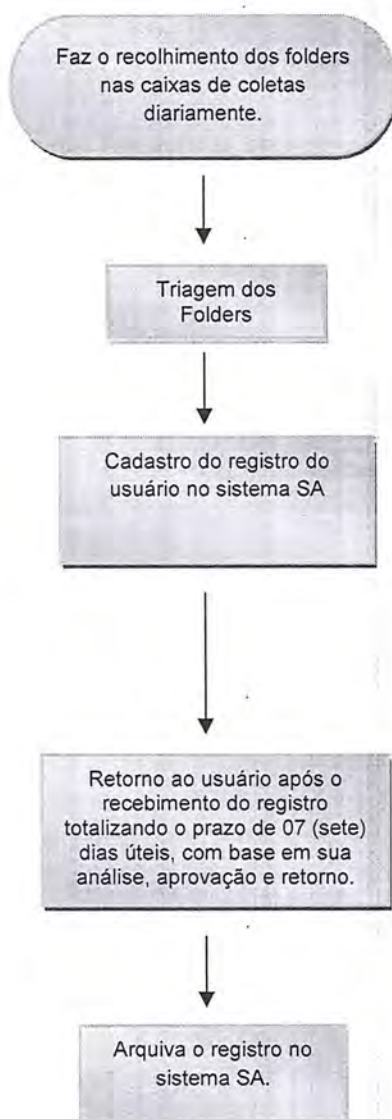 Faz o recolhimento dos folders
nas caixas de coletas
diariamente.
Triagem dos
Folders
Cadastro do registro do
usuário no sistema SA
Retorno ao usuário após o
recebimento do registro
totalizando o prazo de 07 (sete)
dias úteis, com base em sua
análise, aprovação e retorno.
Arquiva o registro no
sistema SA.